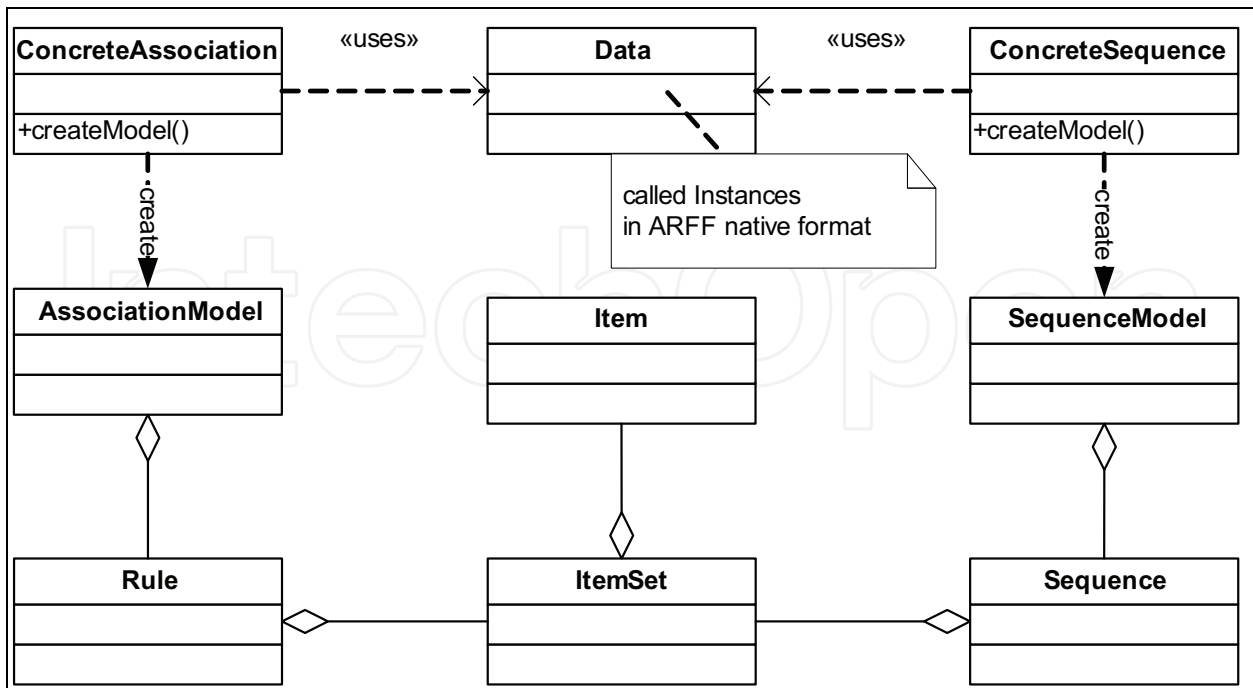 ConcreteAssociation
+createModel()
«uses»
Data
«uses»
ConcreteSequence
+createModel()
called Instances
in ARFF native format
create
create
AssociationModel
Item
SequenceModel
IntechOpen
Rule
ItemSet
Sequence